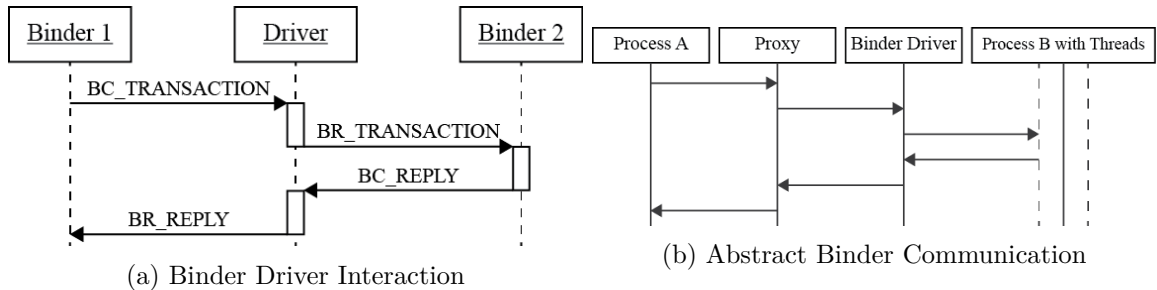 Binder 1
Driver
Binder 2
BC_TRANSACTION
BR_TRANSACTION
BC_REPLY
BR_REPLY
(a) Binder Driver Interaction
Process A
Proxy
Binder Driver
Process B with Threads
(b) Abstract Binder Communication